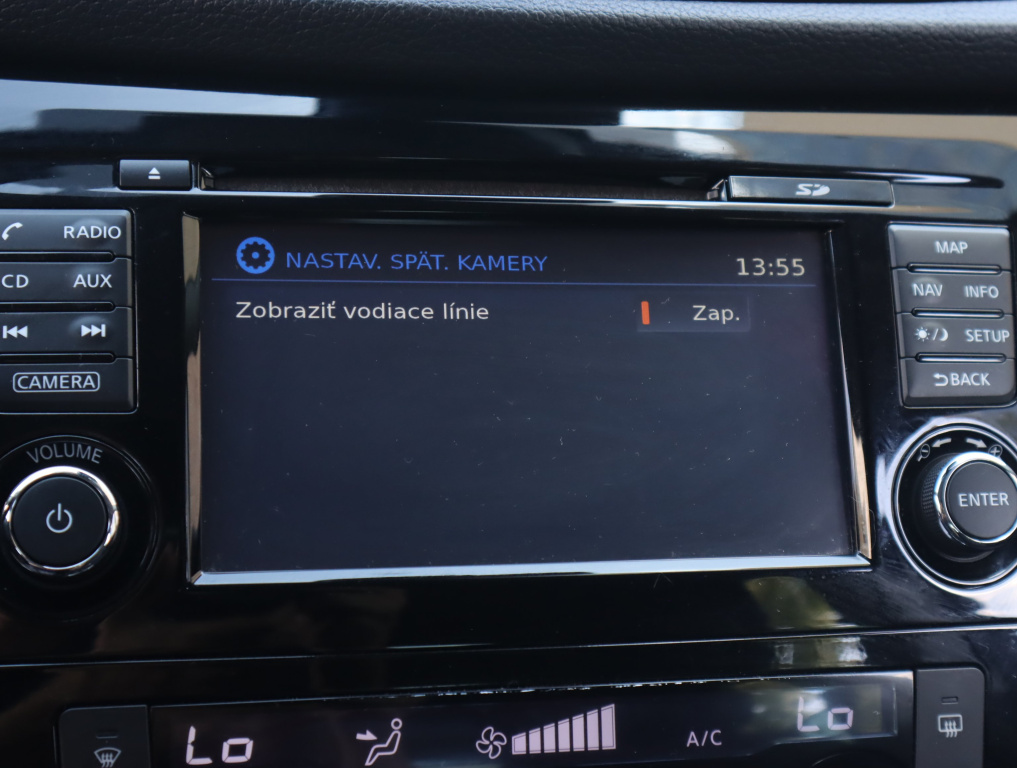 SD
RADIO
CD AUX
CAMERA
VOLUME
NASTAV. SPÄT. KAMERY
13:55
Zobraziť vodiace línie
Zap.
MAP
NAV INFO
SETUP
BACK
ENTER
Lo
A/C
Lo